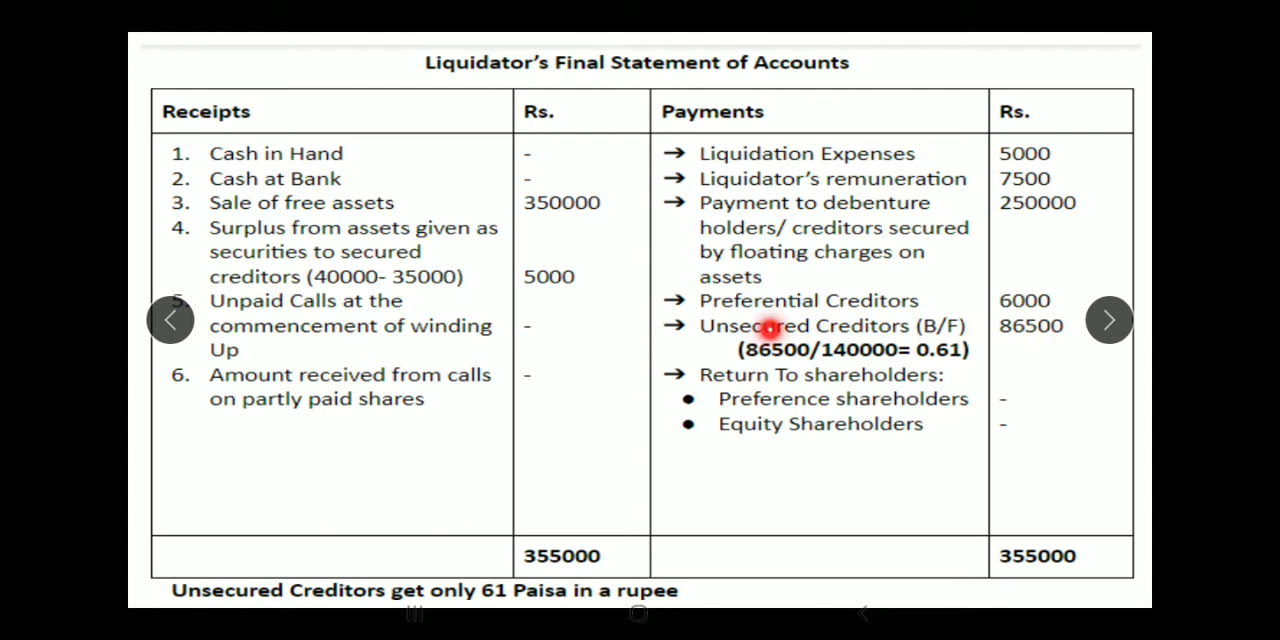 Liquidator's Final Statement of Accounts
Receipts Rs. Payments Rs.
1. Cash in Hand -
2. Cash at Bank -
3. Sale of free assets 350000
4. Surplus from assets given as
securities to secured
creditors (40000- 35000) 5000
5. Unpaid Calls at the
commencement of winding -
Up
6. Amount received from calls -
on partly paid shares
→ Liquidation Expenses 5000
→ Liquidator's remuneration 7500
→ Payment to debenture 250000
holders/ creditors secured
by floating charges on
assets
→ Preferential Creditors 6000
→ Unsecured Creditors (B/F) 86500
(86500/140000= 0.61)
→ Return To shareholders:
● Preference shareholders -
● Equity Shareholders -
355000 355000
Unsecured Creditors get only 61 Paisa in a rupee